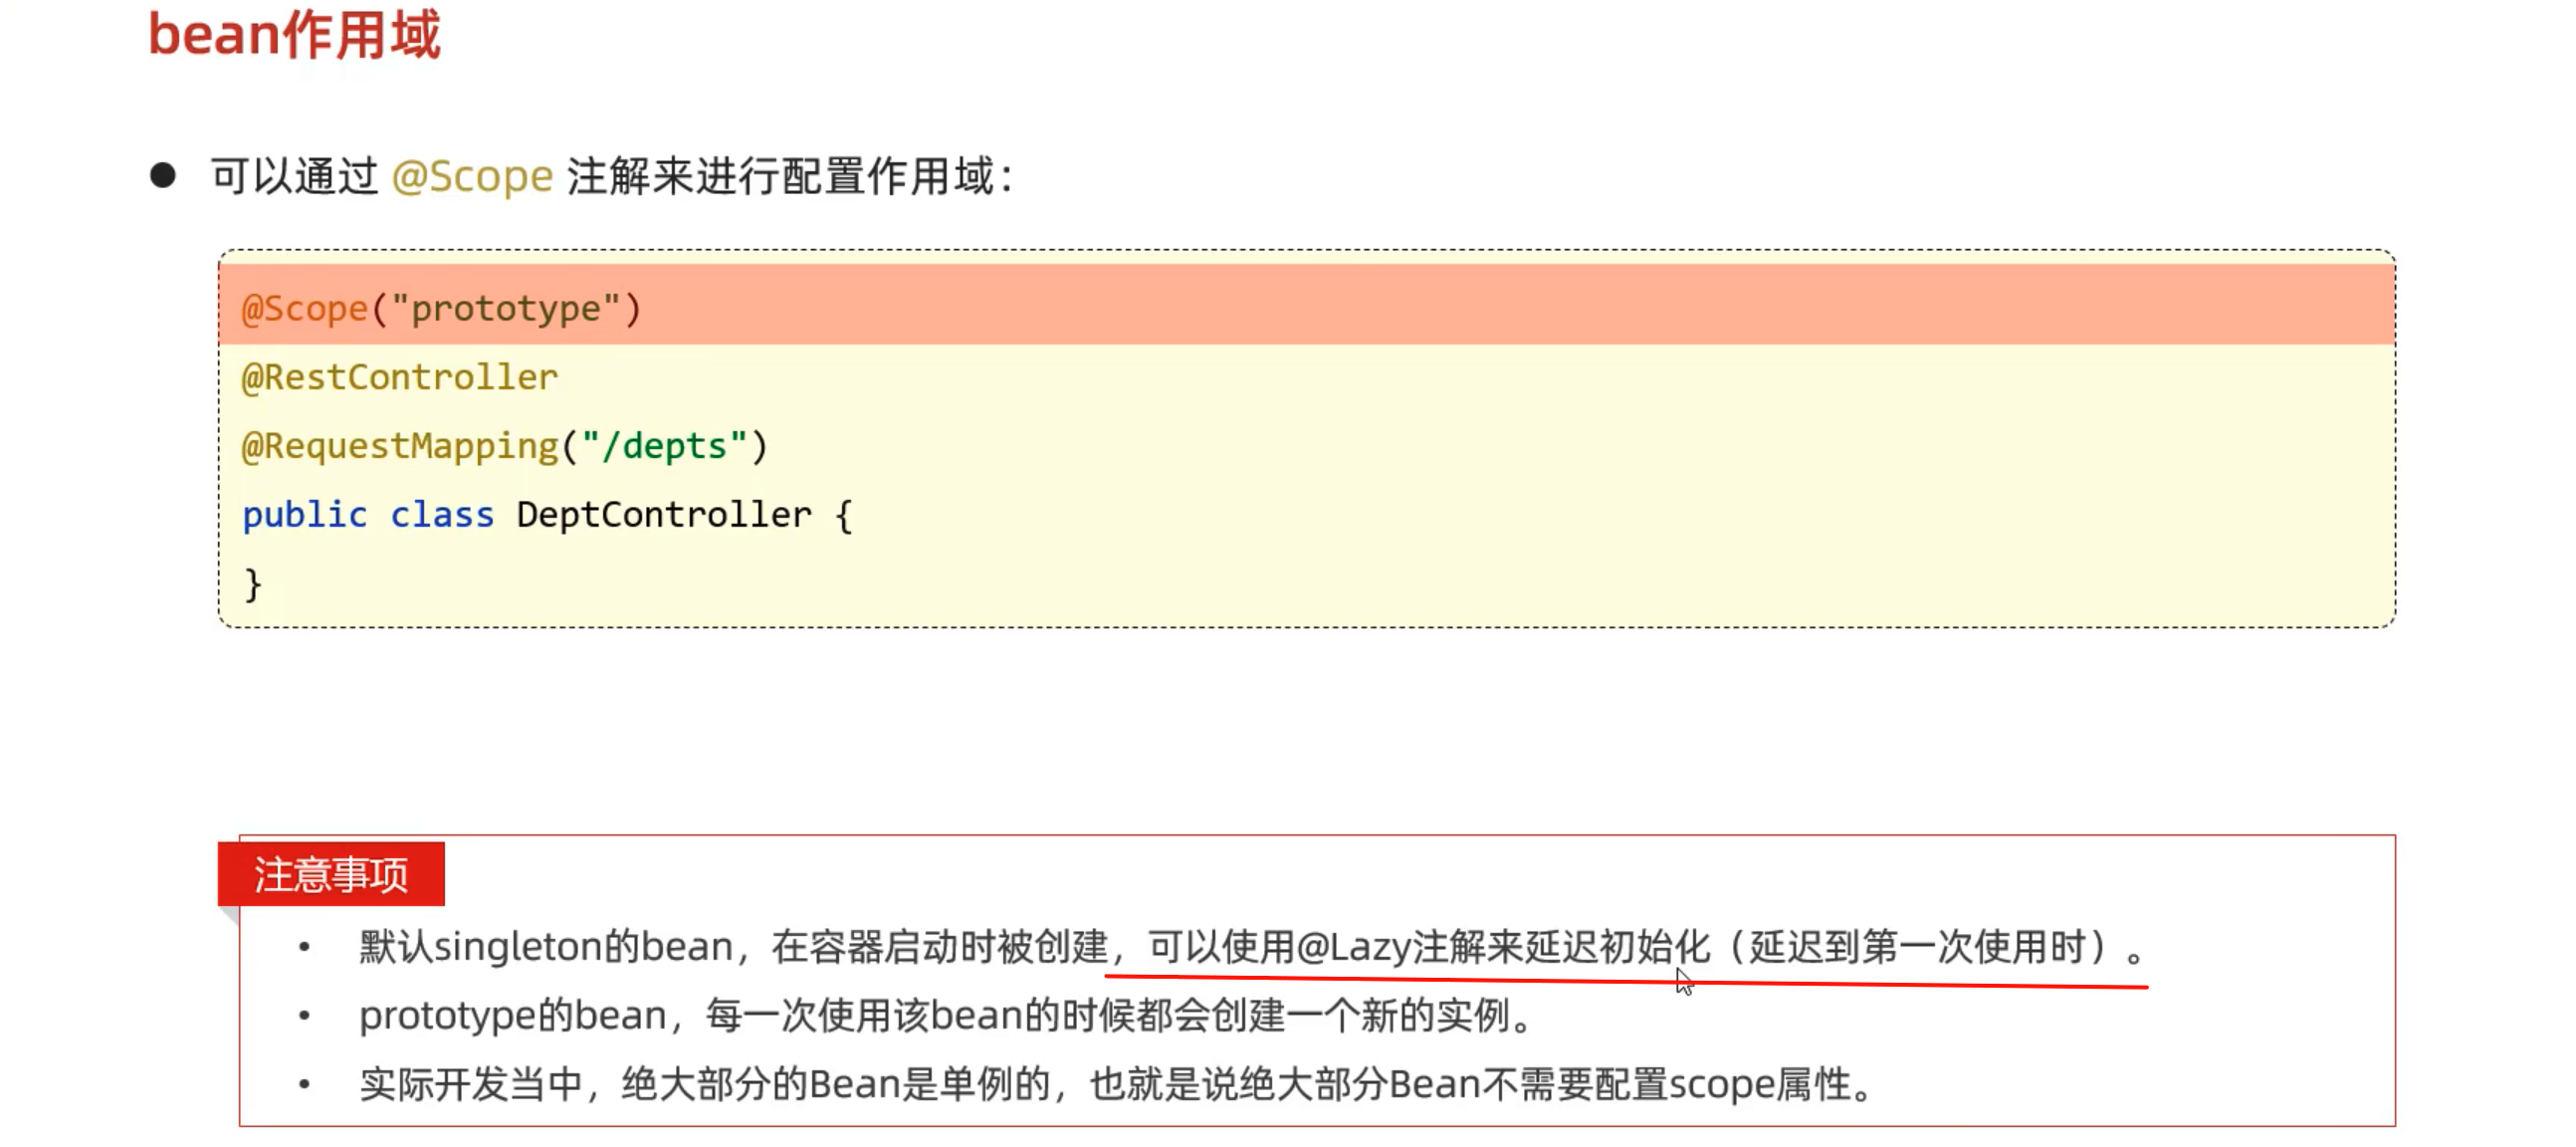 bean作用域
● 可以通过 @Scope 注解来进行配置作用域：
@Scope("prototype")
@RestController
@RequestMapping("/depts")
public class DeptController {
}
注意事项
• 默认singleton的bean，在容器启动时被创建，可以使用@Lazy注解来延迟初始化（延迟到第一次使用时）。
• prototype的bean，每一次使用该bean的时候都会创建一个新的实例。
• 实际开发当中，绝大部分的Bean是单例的，也就是说绝大部分Bean不需要配置scope属性。